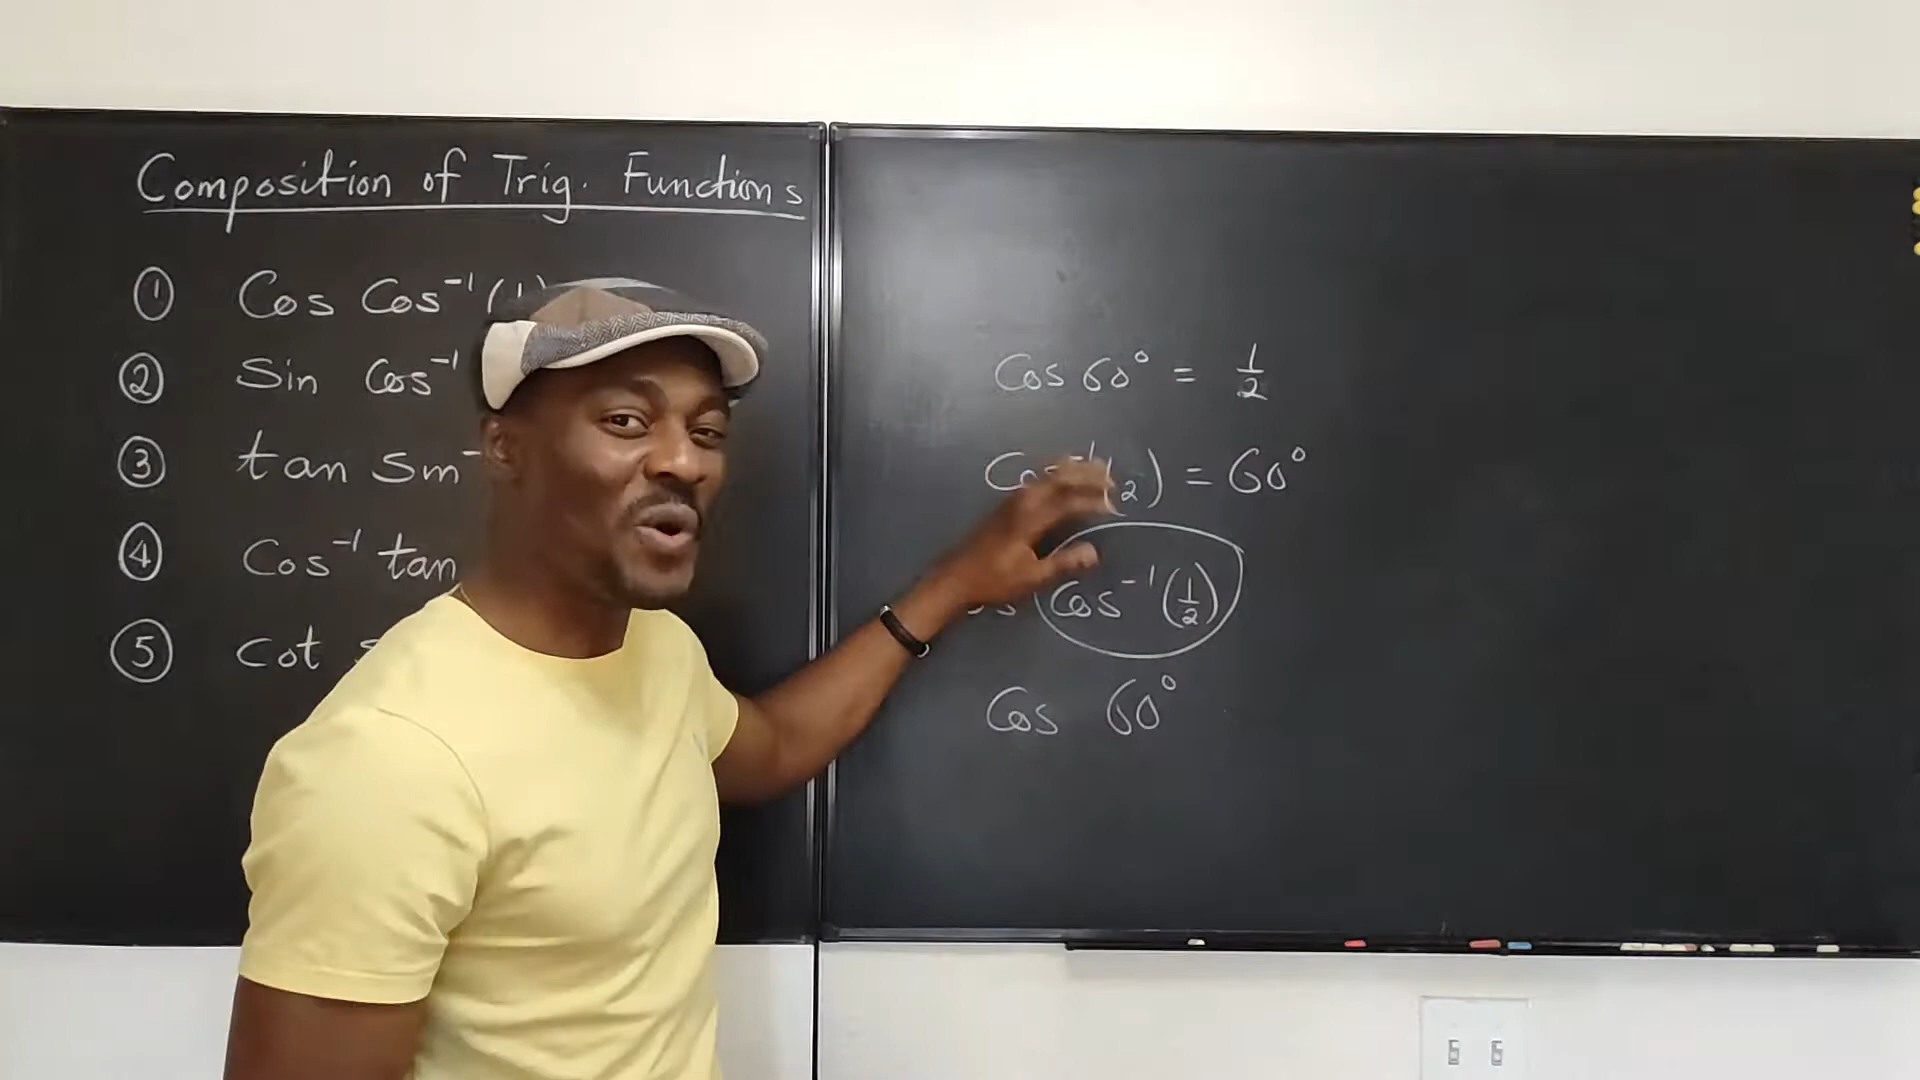 Composition of Trig. Functions
① Cos Cos⁻¹(1
② Sin Cos⁻¹
③ tan Sin⁻
④ Cos⁻¹ tan
⑤ Cot
Cos 60° = 1/2
= 60°
Cos⁻¹(1/2)
Cos 60°